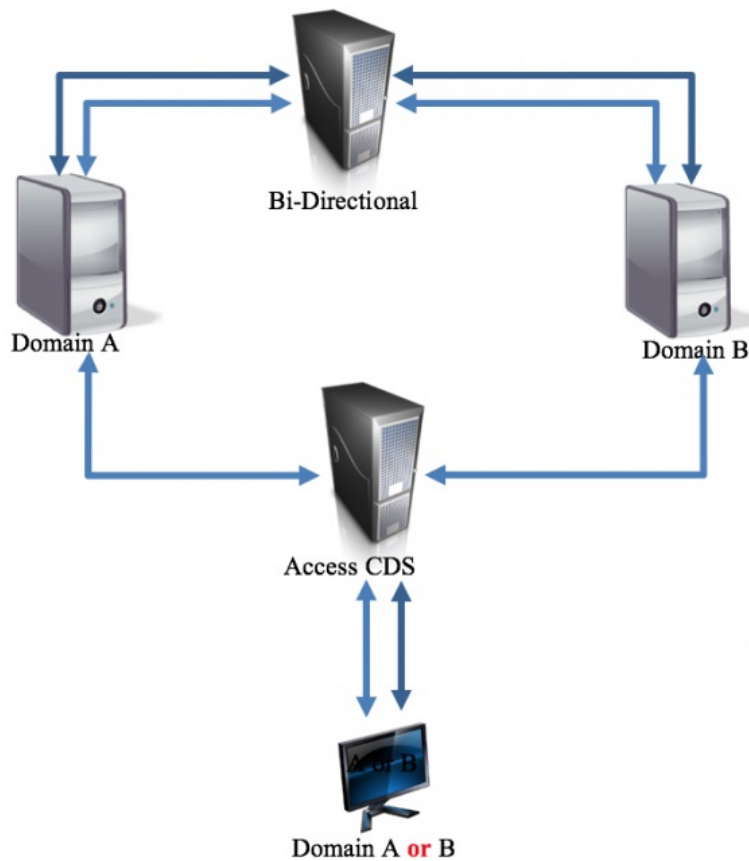 Bi-Directional
Domain A
Domain B
Access CDS
A or B
Domain A or B